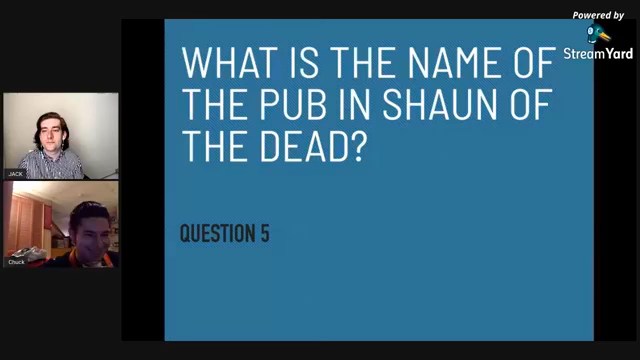 Powered by
StreamYard
WHAT IS THE NAME OF
THE PUB IN SHAUN OF
THE DEAD?
JACK
QUESTION 5
Chuck